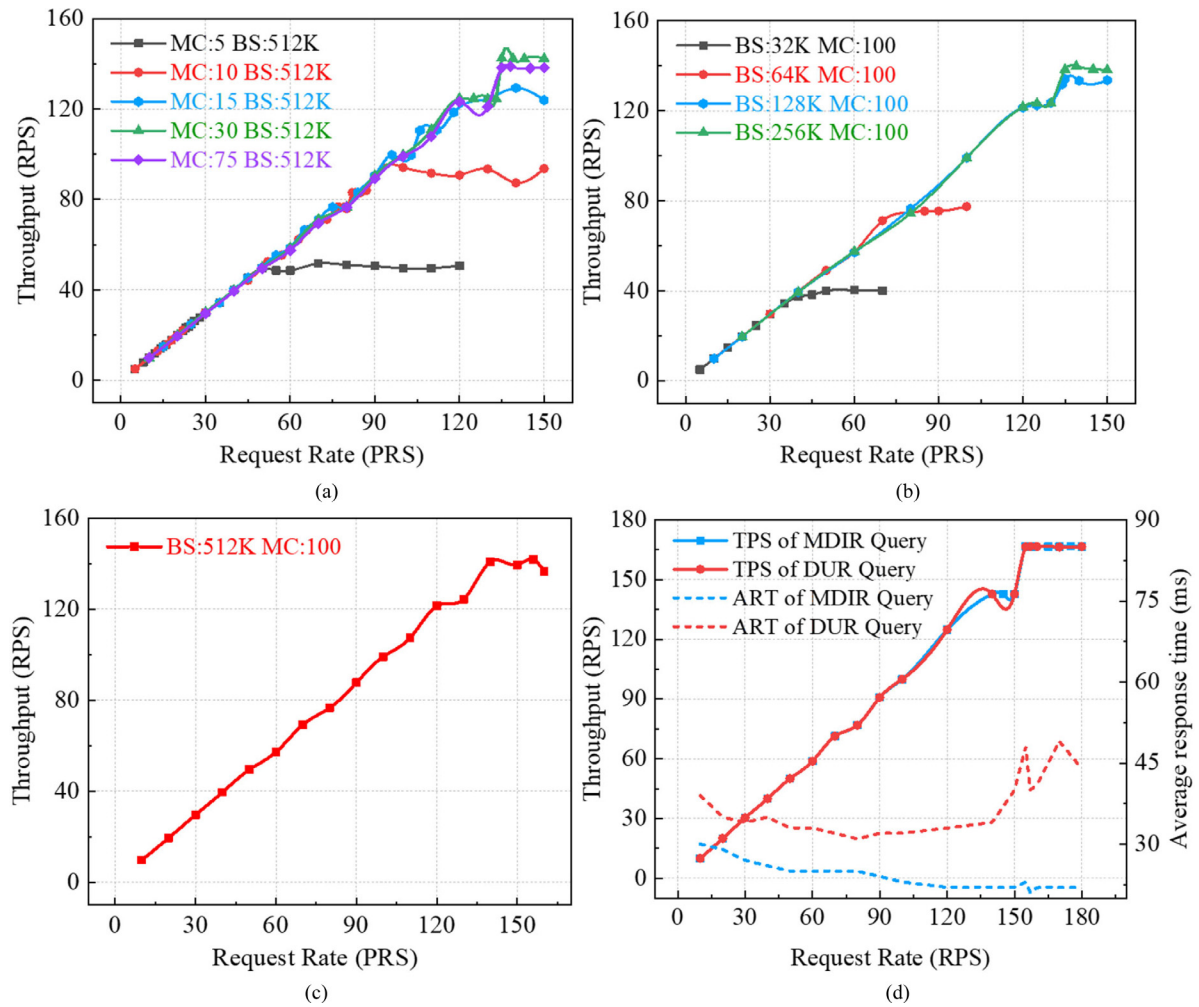 160
120
80
40
0
Throughput (RPS)
MC:5 BS:512K
MC:10 BS:512K
MC:15 BS:512K
MC:30 BS:512K
MC:75 BS:512K
0 30 60 90 120 150
Request Rate (PRS)
(a)
160
120
80
40
0
Throughput (RPS)
BS:32K MC:100
BS:64K MC:100
BS:128K MC:100
BS:256K MC:100
0 30 60 90 120 150
Request Rate (PRS)
(b)
160
120
80
40
0
Throughput (RPS)
BS:512K MC:100
0 30 60 90 120 150
Request Rate (PRS)
(c)
180
150
120
90
60
30
0
Throughput (RPS)
TPS of MDIR Query
TPS of DUR Query
ART of MDIR Query
ART of DUR Query
90
75
60
45
30
Average response time (ms)
0 30 60 90 120 150 180
Request Rate (RPS)
(d)